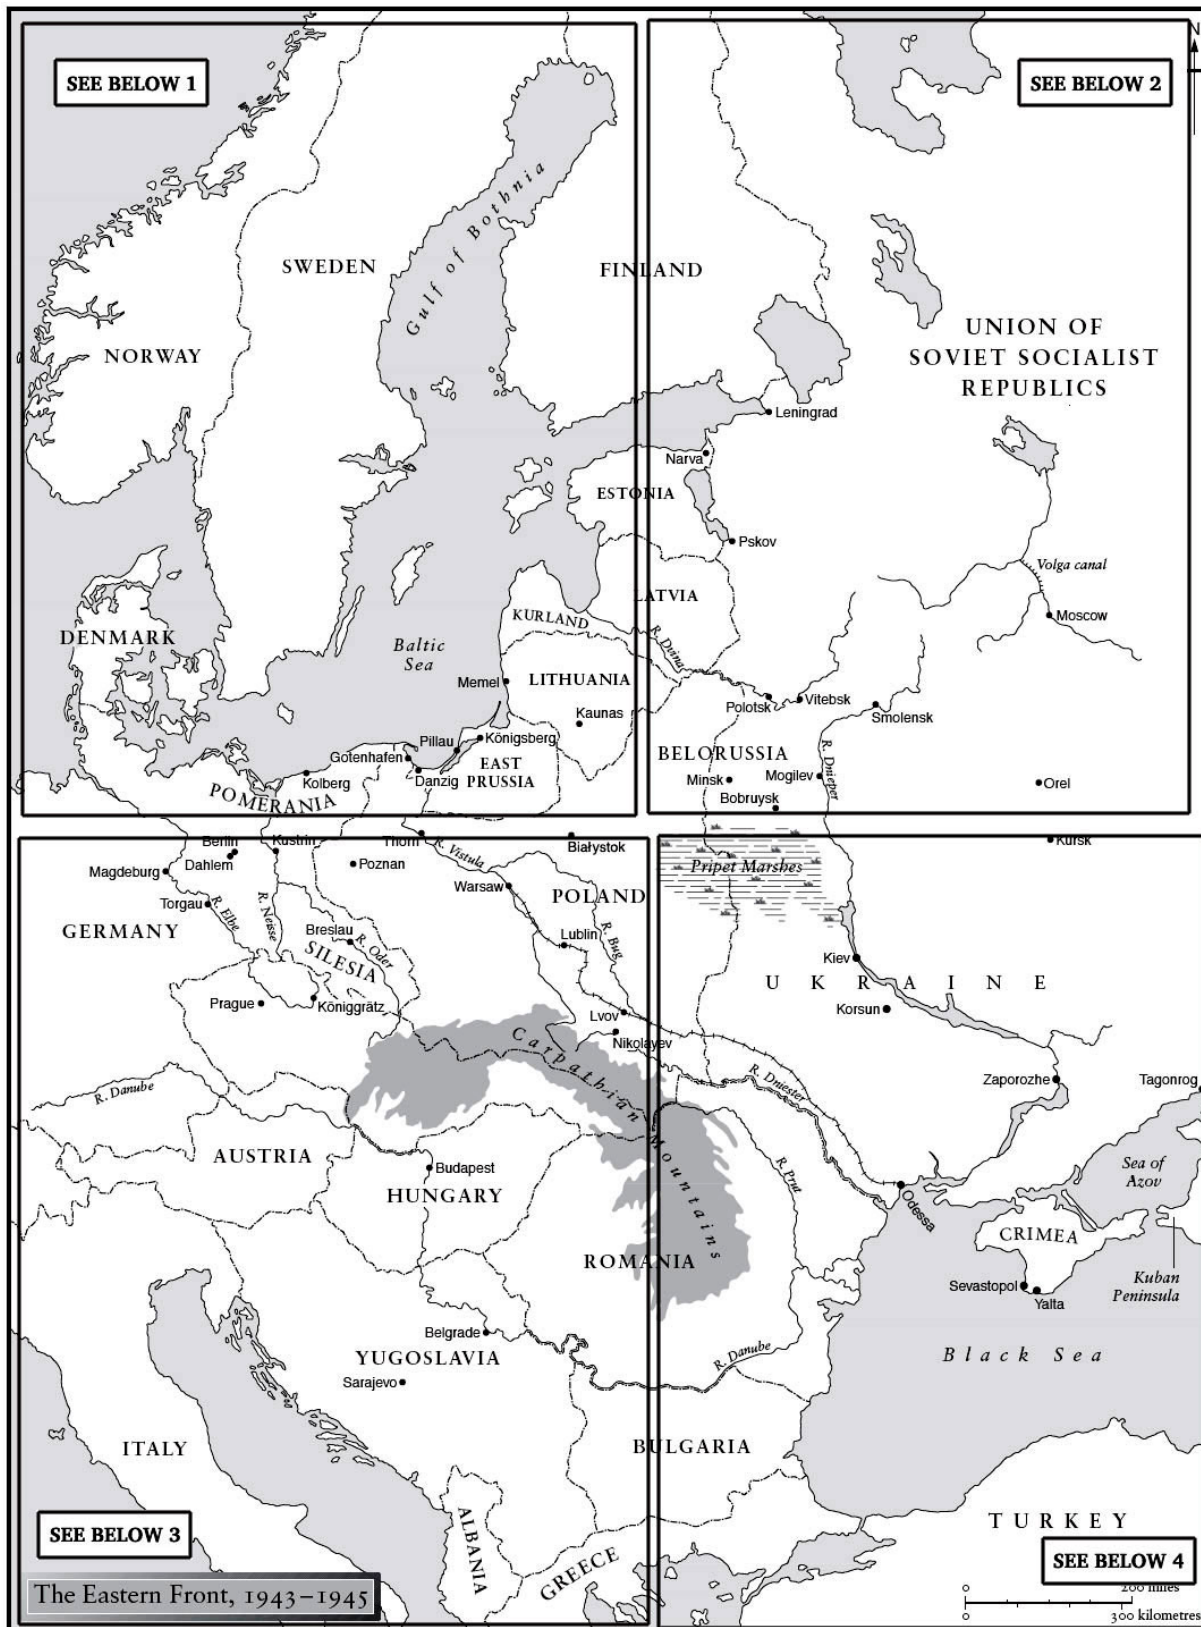 N
SEE BELOW 1
SEE BELOW 2
Gulf of Bothnia
SWEDEN
FINLAND
NORWAY
UNION OF
SOVIET SOCIALIST
REPUBLICS
Leningrad
Narva
ESTONIA
Pskov
Volga canal
LATVIA
KURLAND
Moscow
R. Dvina
DENMARK
Baltic
Sea
Memel
LITHUANIA
Polotsk
Vitebsk
Smolensk
Kaunas
Pillau
Königsberg
BELORUSSIA
R. Dnieper
Gotenhafen
EAST
PRUSSIA
Danzig
Kolberg
Minsk
Mogilev
Orel
POMERANIA
Bobruysk
Berlin
Kustrin
Thorn
Białystok
Kursk
Dahlem
Poznan
R. Vistula
Pripet Marshes
Magdeburg
Warsaw
POLAND
Torgau
R. Elbe
R. Neisse
GERMANY
Breslau
R. Oder
Lublin
R. Bug
SILESIA
Kiev
UKRAINE
Prague
Königgrätz
Lvov
Korsun
Nikolayev
Carpathian Mountains
R. Danube
R. Dniester
Zaporozhe
Tagonrog
AUSTRIA
Budapest
R. Prut
Sea of
Azov
HUNGARY
Odessa
CRIMEA
ROMANIA
Sevastopol
Yalta
Kuban
Peninsula
Belgrade
R. Danube
YUGOSLAVIA
Black Sea
Sarajevo
ITALY
BULGARIA
SEE BELOW 3
ALBANIA
TURKEY
GREECE
SEE BELOW 4
The Eastern Front, 1943–1945
0 200 miles
0 300 kilometres